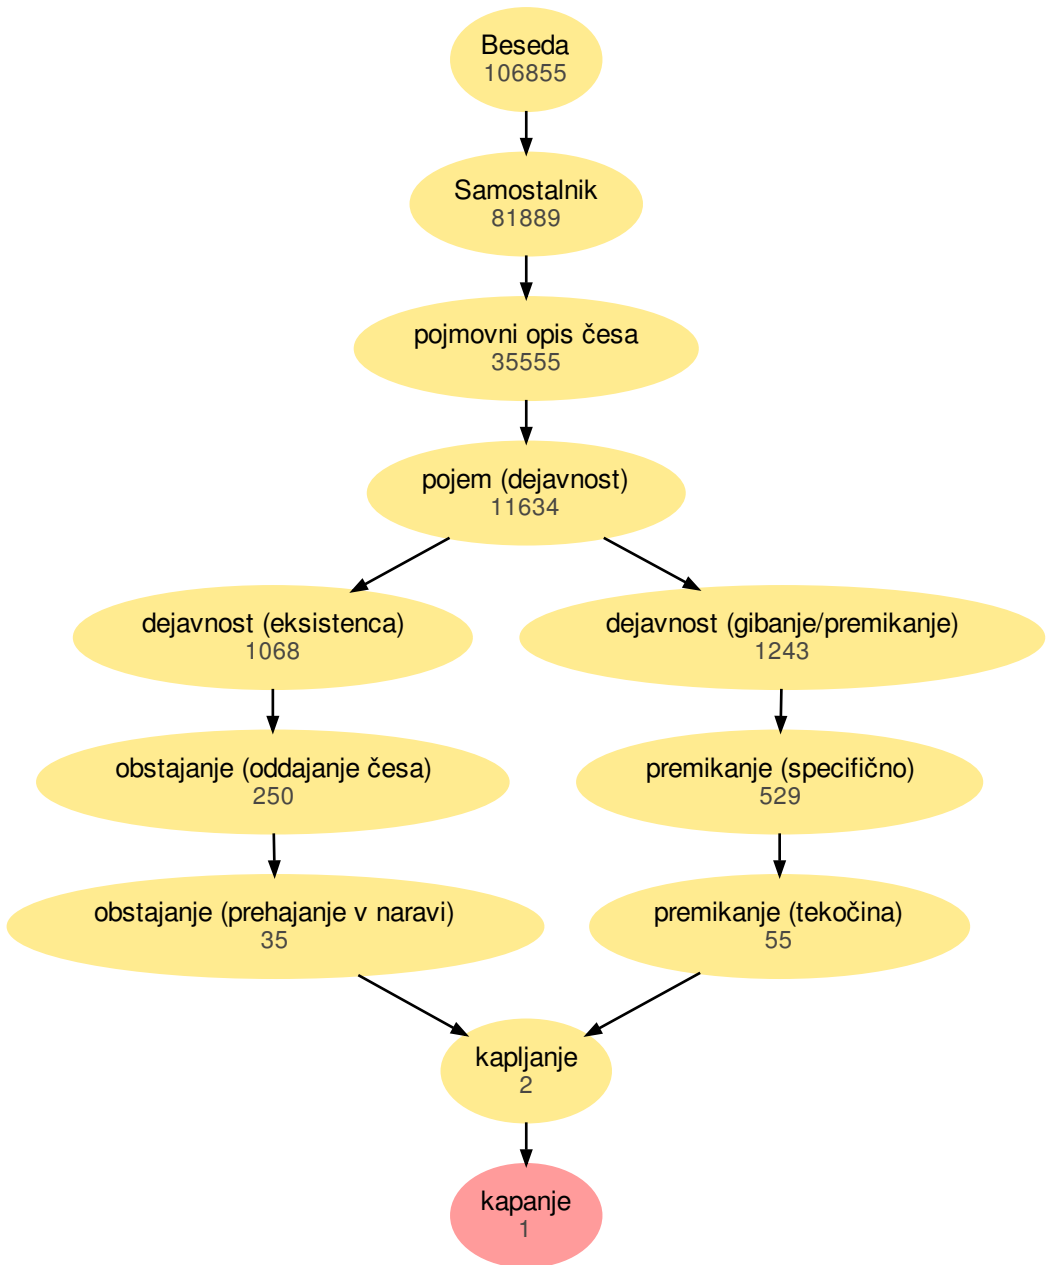 Beseda
106855
Samostalnik
81889
pojmovni opis česa
35555
pojem (dejavnost)
11634
dejavnost (eksistenca)
1068
dejavnost (gibanje/premikanje)
1243
obstajanje (oddajanje česa)
250
premikanje (specifično)
529
obstajanje (prehajanje v naravi)
35
premikanje (tekočina)
55
kapljanje
2
kapanje
1